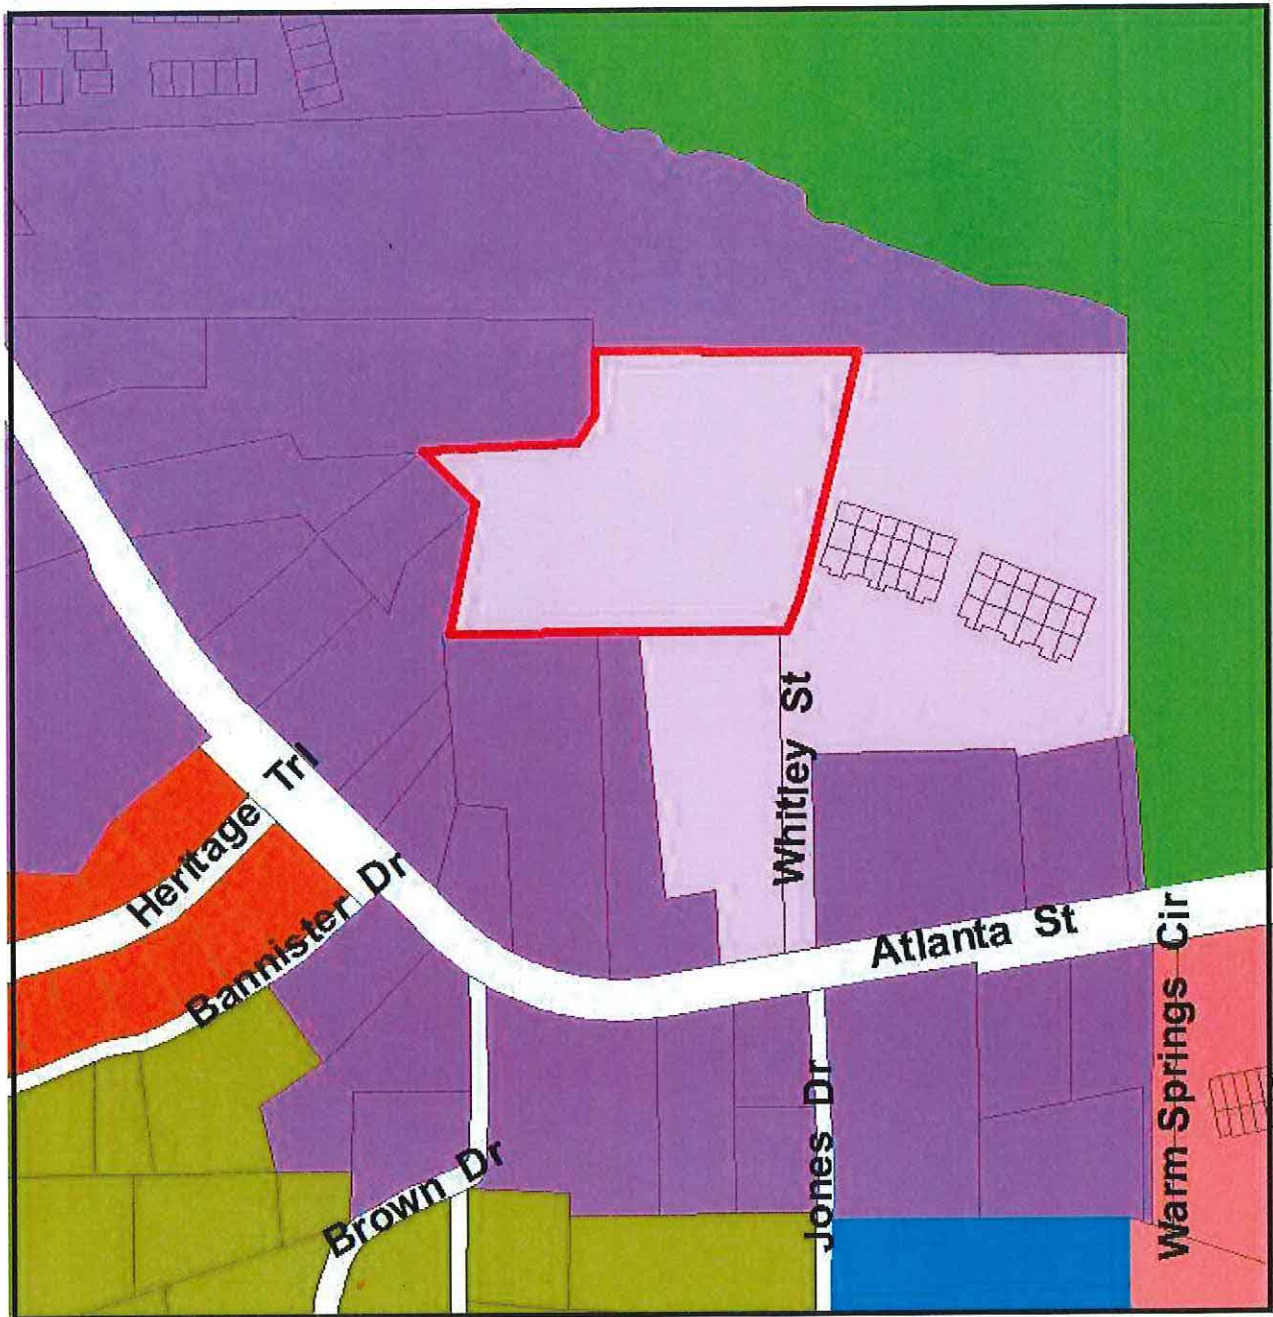 Whitley St
Heritage Trl
Bannister Dr
Atlanta St
Warm Springs Cir
Jones Dr
Brown Dr